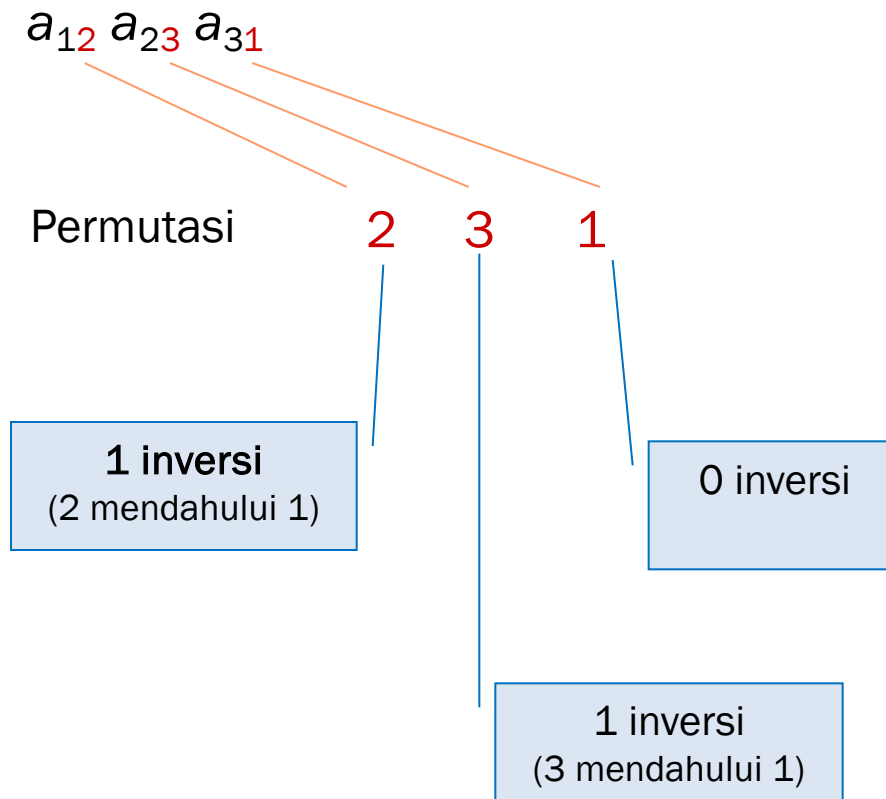 a12 a23 a31
Permutasi 2 3 1
1 inversi
(2 mendahului 1)
0 inversi
1 inversi
(3 mendahului 1)